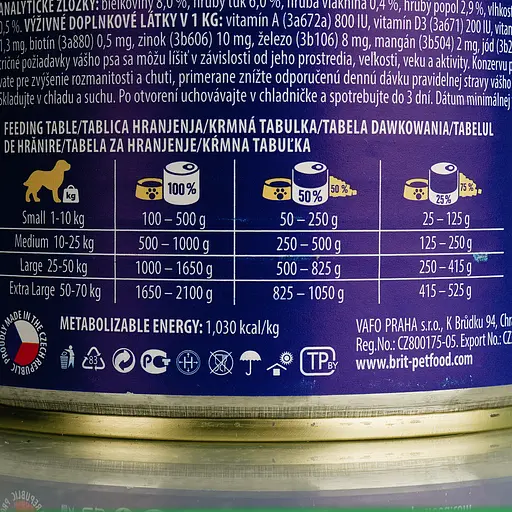 ANALYTICKÉ ZLOŽKY: bielkoviny 8,0 %, hrubý tuk 6,0 %, hrubá vláknina 0,4 %, hrubý popol 2,9 %, vlhkosť
0,5 %. VÝŽIVNÉ DOPLNKOVÉ LÁTKY V 1 KG: vitamín A (3a672a) 800 IU, vitamín D3 (3a671) 200 IU,
1,3 mg, biotín (3a880) 0,5 mg, zinok (3b606) 10 mg, železo (3b106) 8 mg, mangán (3b504) 2 mg, jód (3b2
požiadavky vášho psa sa môžu líšiť v závislosti od jeho prostredia, veľkosti, veku a aktivity. Konzervu
pre zvýšenie rozmanitosti a chuti, primerane znížte odporučenú dennú dávku pravidelnej stravy vášho
Skladujte v chladu a suchu. Po otvorení uchovávajte v chladničke a spotrebujte do 3 dní. Dátum minimálnej
FEEDING TABLE/TABLICA HRANJENJA/KRMNÁ TABULKA/TABELA DAWKOWANIA/TABELUL
DE HRĂNIRE/TABELA ZA HRANJENJE/KŔMNA TABUĽKA
kg 100% 50% 50% 25% 75%
Small 1-10 kg 100 – 500 g 50 – 250 g 25 – 125 g
Medium 10-25 kg 500 – 1000 g 250 – 500 g 125 – 250 g
Large 25-50 kg 1000 – 1650 g 500 – 825 g 250 – 415 g
Extra Large 50-70 kg 1650 – 2100 g 825 – 1050 g 415 – 525 g
PROUDLY MADE IN THE CZECH REPUBLIC
METABOLIZABLE ENERGY: 1,030 kcal/kg
VAFO PRAHA s.r.o., K Brůdku 94, Chr
Reg.No.: CZ800175-05. Export No.: CZ
www.brit-petfood.com
83 PC H TP BY